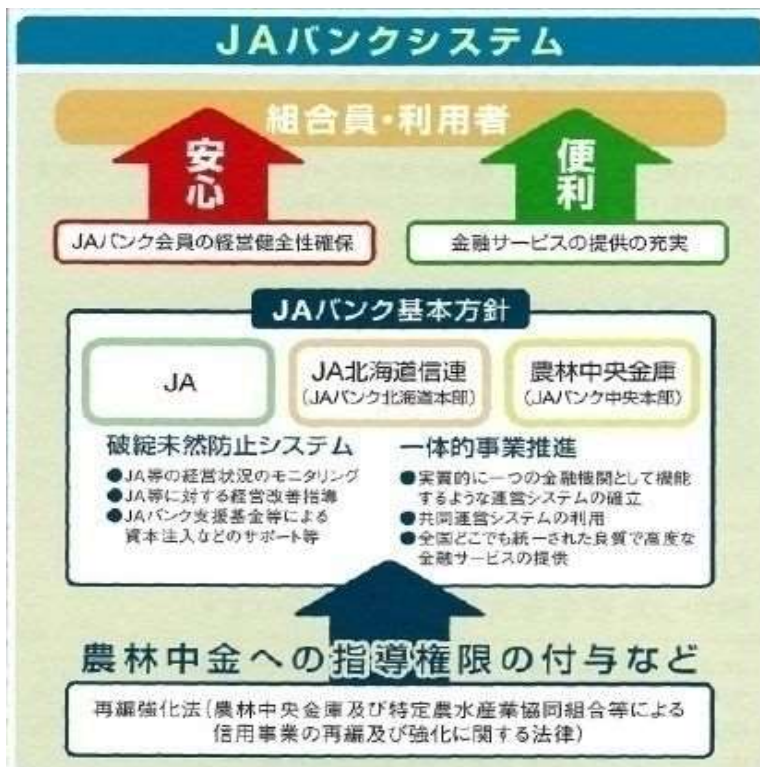 JAバンクシステム
組合員・利用者
安心
便利
JAバンク会員の経営健全性確保
金融サービスの提供の充実
JAバンク基本方針
JA
JA北海道信連
(JAバンク北海道本部)
農林中央金庫
(JAバンク中央本部)
破綻未然防止システム
●JA等の経営状況のモニタリング
●JA等に対する経営改善指導
●JAバンク支援基金等による
資本注入などのサポート等
一体的事業推進
●実質的に一つの金融機関として機能
するような運営システムの確立
●共同運営システムの利用
●全国どこでも統一された良質で高度な
金融サービスの提供
農林中金への指導権限の付与など
再編強化法(農林中央金庫及び特定農水産業協同組合等による
信用事業の再編及び強化に関する法律)